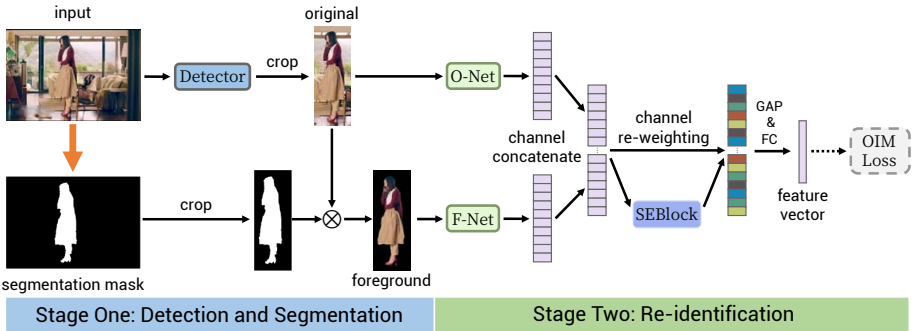 input
original
Detector
crop
O-Net
channel
concatenate
channel
re-weighting
GAP
&
FC
OIM
Loss
crop
SEBlock
feature
vector
F-Net
segmentation mask
foreground
Stage One: Detection and Segmentation
Stage Two: Re-identification